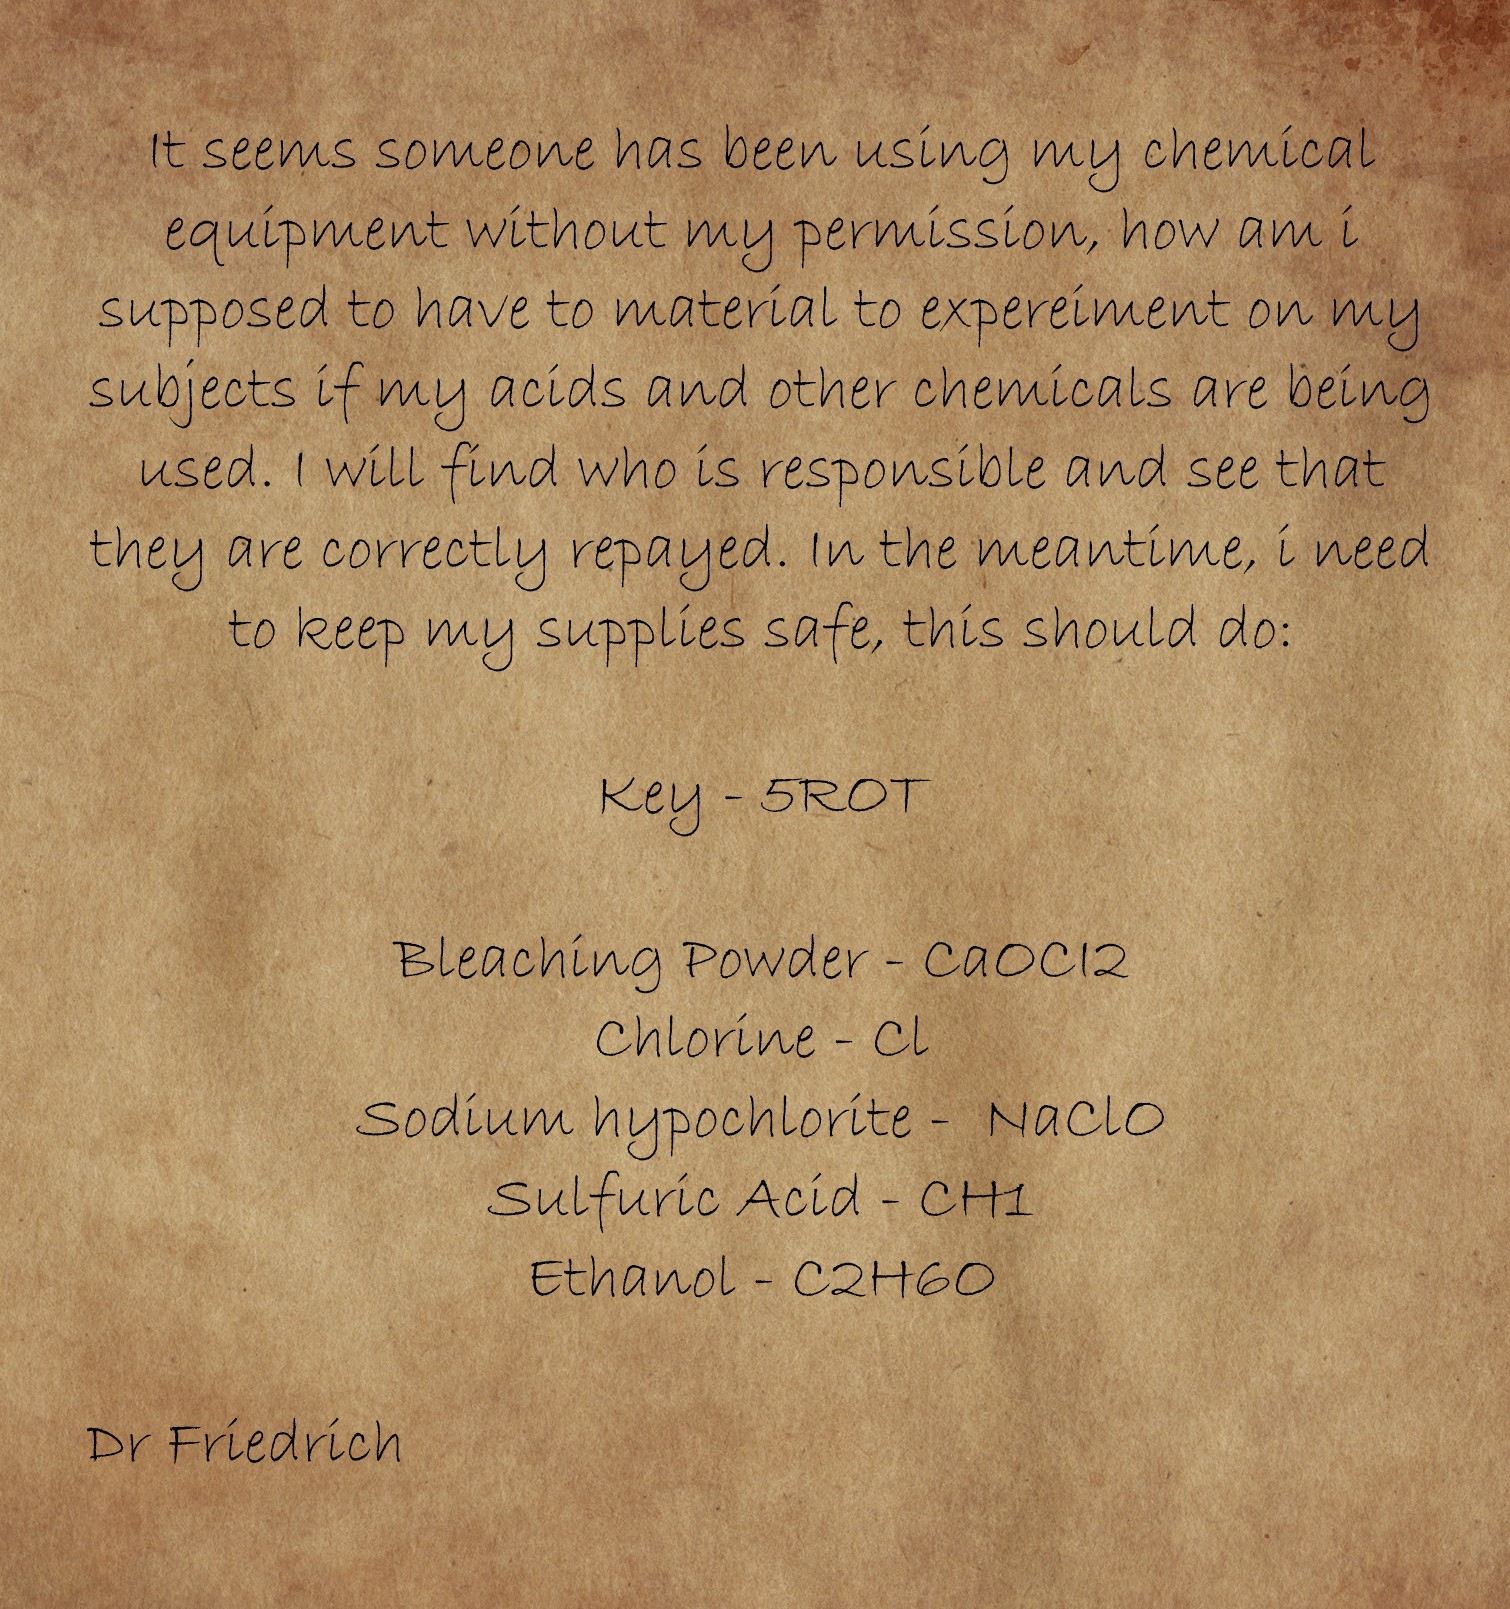 It seems someone has been using my chemical
equipment without my permission, how am i
supposed to have to material to expereiment on my
subjects if my acids and other chemicals are being
used. I will find who is responsible and see that
they are correctly repayed. In the meantime, i need
to keep my supplies safe, this should do:
Key - 5ROT
Bleaching Powder - CaOCl2
Chlorine - Cl
Sodium hypochlorite - NaClO
Sulfuric Acid - CH1
Ethanol - C2H6O
Dr Friedrich